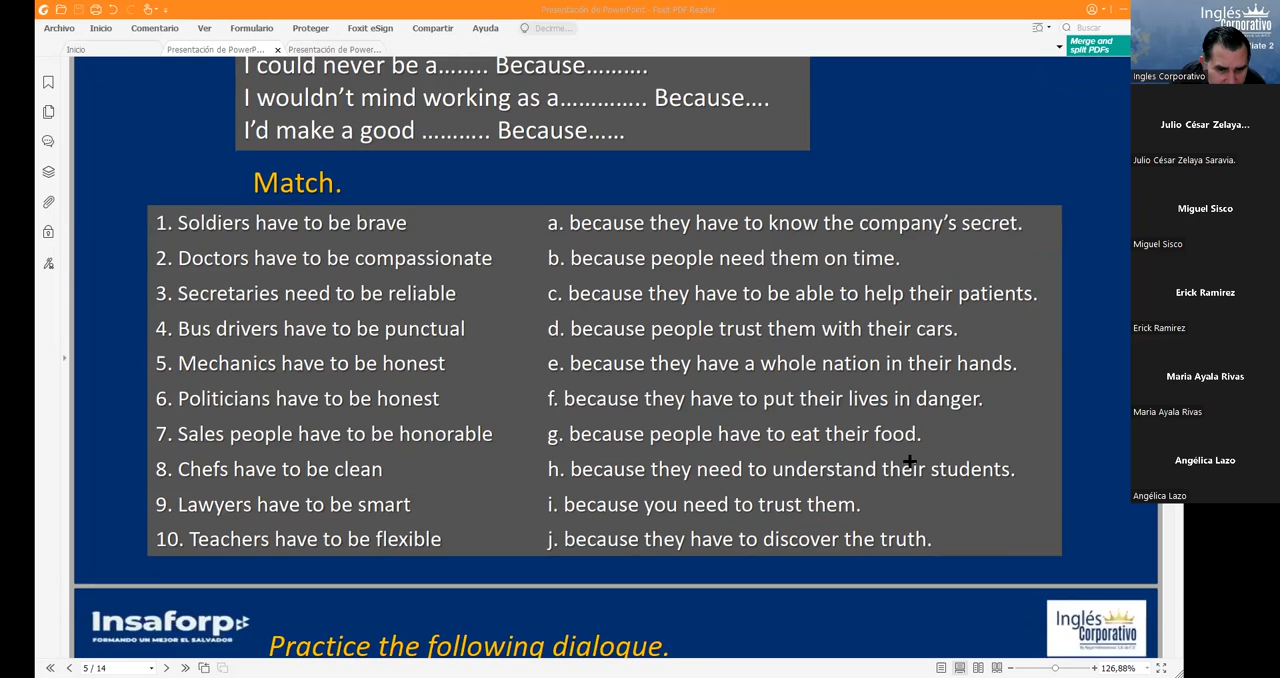 Presentación de PowerPoint - Foxit PDF Reader
Archivo Inicio Comentario Ver Formulario Proteger Foxit eSign Compartir Ayuda Decirme... Buscar
Inicio Presentación de PowerP... Presentación de PowerP...
Merge and
split PDFs
I could never be a…….. Because……….
I wouldn't mind working as a………….. Because….
I'd make a good ……….. Because……
Match.
1. Soldiers have to be brave
2. Doctors have to be compassionate
3. Secretaries need to be reliable
4. Bus drivers have to be punctual
5. Mechanics have to be honest
6. Politicians have to be honest
7. Sales people have to be honorable
8. Chefs have to be clean
9. Lawyers have to be smart
10. Teachers have to be flexible
a. because they have to know the company's secret.
b. because people need them on time.
c. because they have to be able to help their patients.
d. because people trust them with their cars.
e. because they have a whole nation in their hands.
f. because they have to put their lives in danger.
g. because people have to eat their food.
h. because they need to understand their students.
i. because you need to trust them.
j. because they have to discover the truth.
Insaforp
FORMANDO UN MEJOR EL SALVADOR
Practice the following dialogue.
Inglés
Corporativo
5 / 14
126,88%
Inglés
Corporativo
iate 2
Ingles Corporativo
Julio César Zelaya...
Julio César Zelaya Saravia.
Miguel Sisco
Miguel Sisco
Erick Ramirez
Erick Ramirez
Maria Ayala Rivas
Maria Ayala Rivas
Angélica Lazo
Angélica Lazo